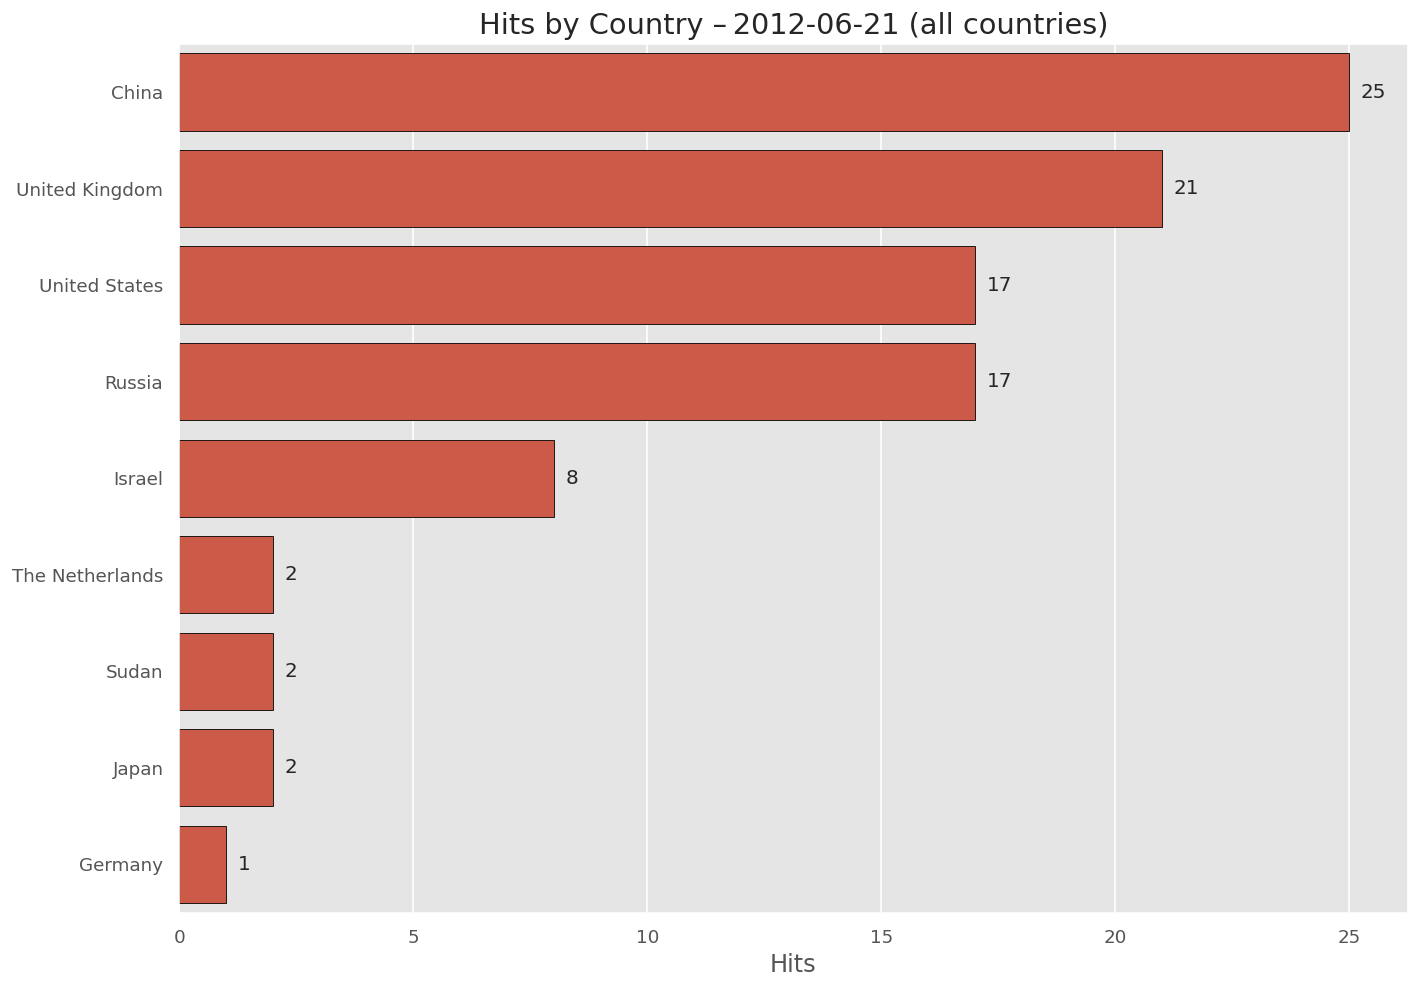 Hits by Country – 2012-06-21 (all countries)
China 25
United Kingdom 21
United States 17
Russia 17
Israel 8
The Netherlands 2
Sudan 2
Japan 2
Germany 1
0 5 10 15 20 25
Hits